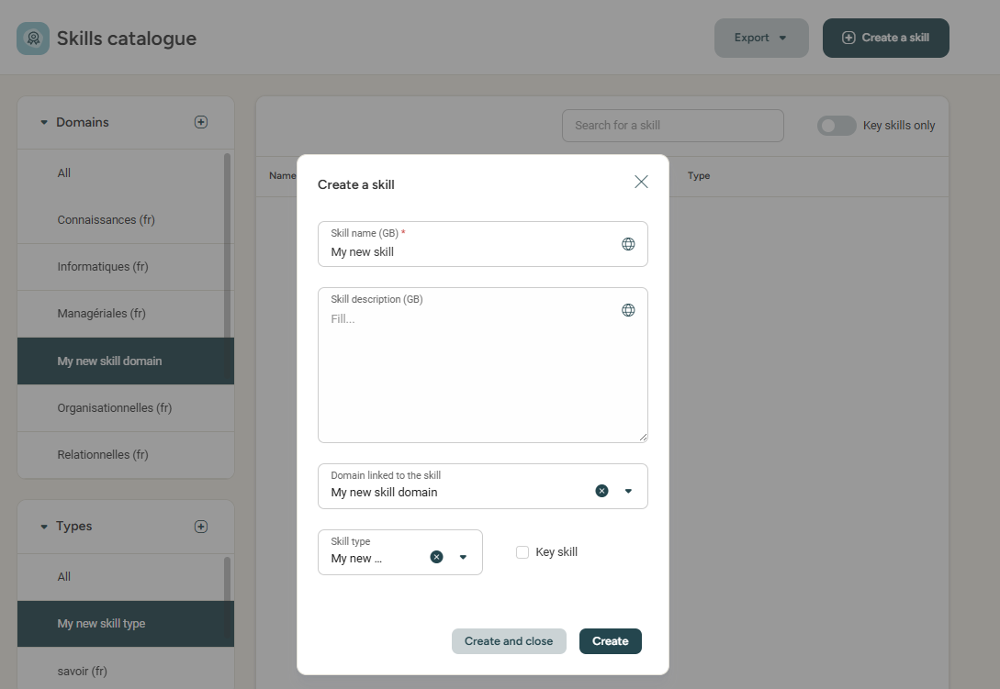 Skills catalogue
Export
Create a skill
Domains
All
Connaissances (fr)
Informatiques (fr)
Managériales (fr)
My new skill domain
Organisationnelles (fr)
Relationnelles (fr)
Types
All
My new skill type
savoir (fr)
Search for a skill
Key skills only
Name
Type
Create a skill
Skill name (GB) *
My new skill
Skill description (GB)
Fill...
Domain linked to the skill
My new skill domain
Skill type
My new ...
Key skill
Create and close
Create